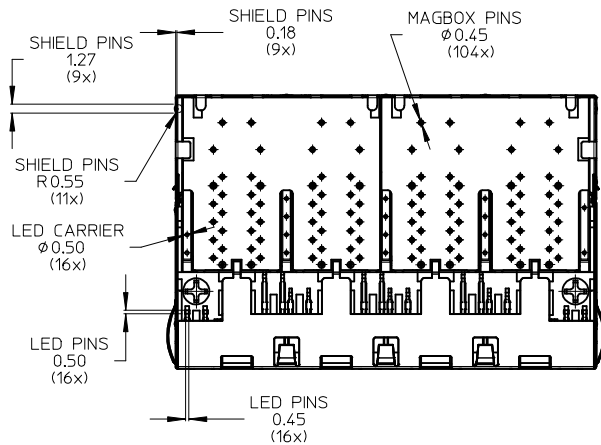 SHIELD PINS
0.18
(9x)
MAGBOX PINS
Ø0.45
(104x)
SHIELD PINS
1.27
(9x)
SHIELD PINS
R0.55
(11x)
LED CARRIER
Ø0.50
(16x)
LED PINS
0.50
(16x)
LED PINS
0.45
(16x)